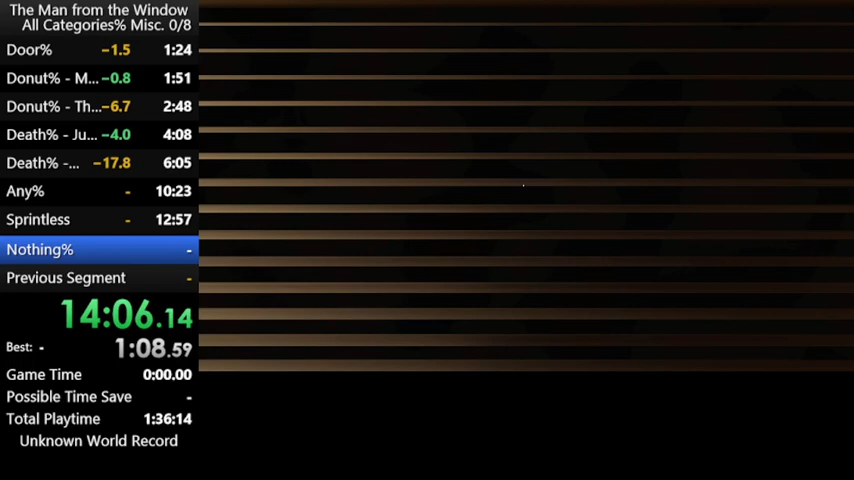 The Man from the Window
All Categories% Misc. 0/8
Door% −1.5 1:24
Donut% - M... −0.8 1:51
Donut% - Th... −6.7 2:48
Death% - Ju... −4.0 4:08
Death% -... −17.8 6:05
Any% - 10:23
Sprintless - 12:57
Nothing% -
Previous Segment -
14:06.14
Best: - 1:08.59
Game Time 0:00.00
Possible Time Save -
Total Playtime 1:36:14
Unknown World Record